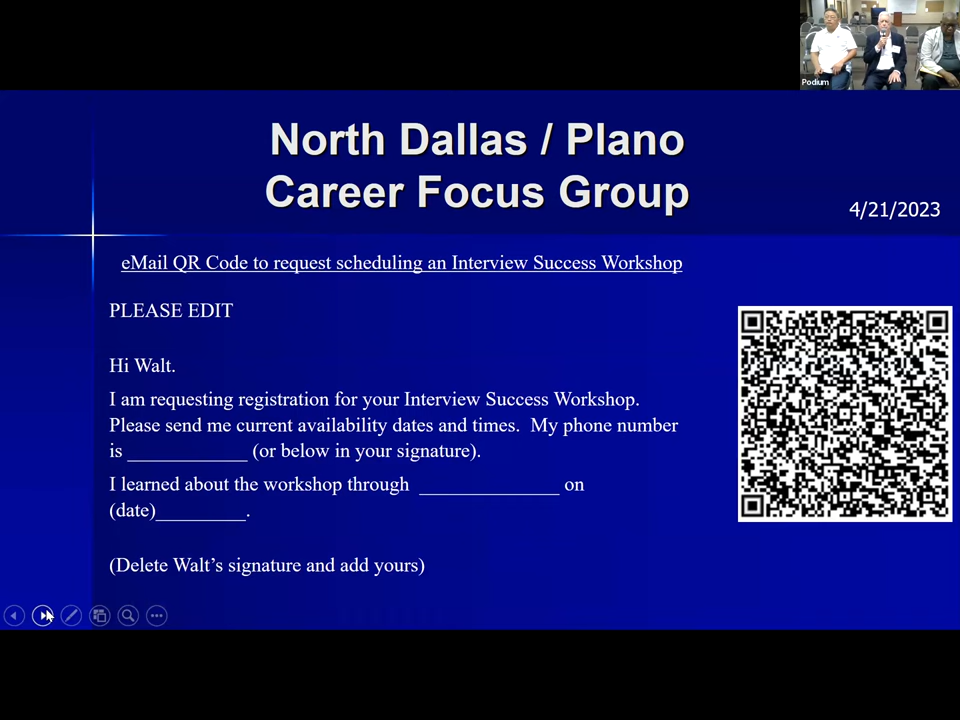 Podium
North Dallas / Plano
Career Focus Group
4/21/2023
eMail QR Code to request scheduling an Interview Success Workshop
PLEASE EDIT
Hi Walt.
I am requesting registration for your Interview Success Workshop.
Please send me current availability dates and times.  My phone number
is ____________ (or below in your signature).
I learned about the workshop through  ______________ on
(date)_________.
(Delete Walt’s signature and add yours)